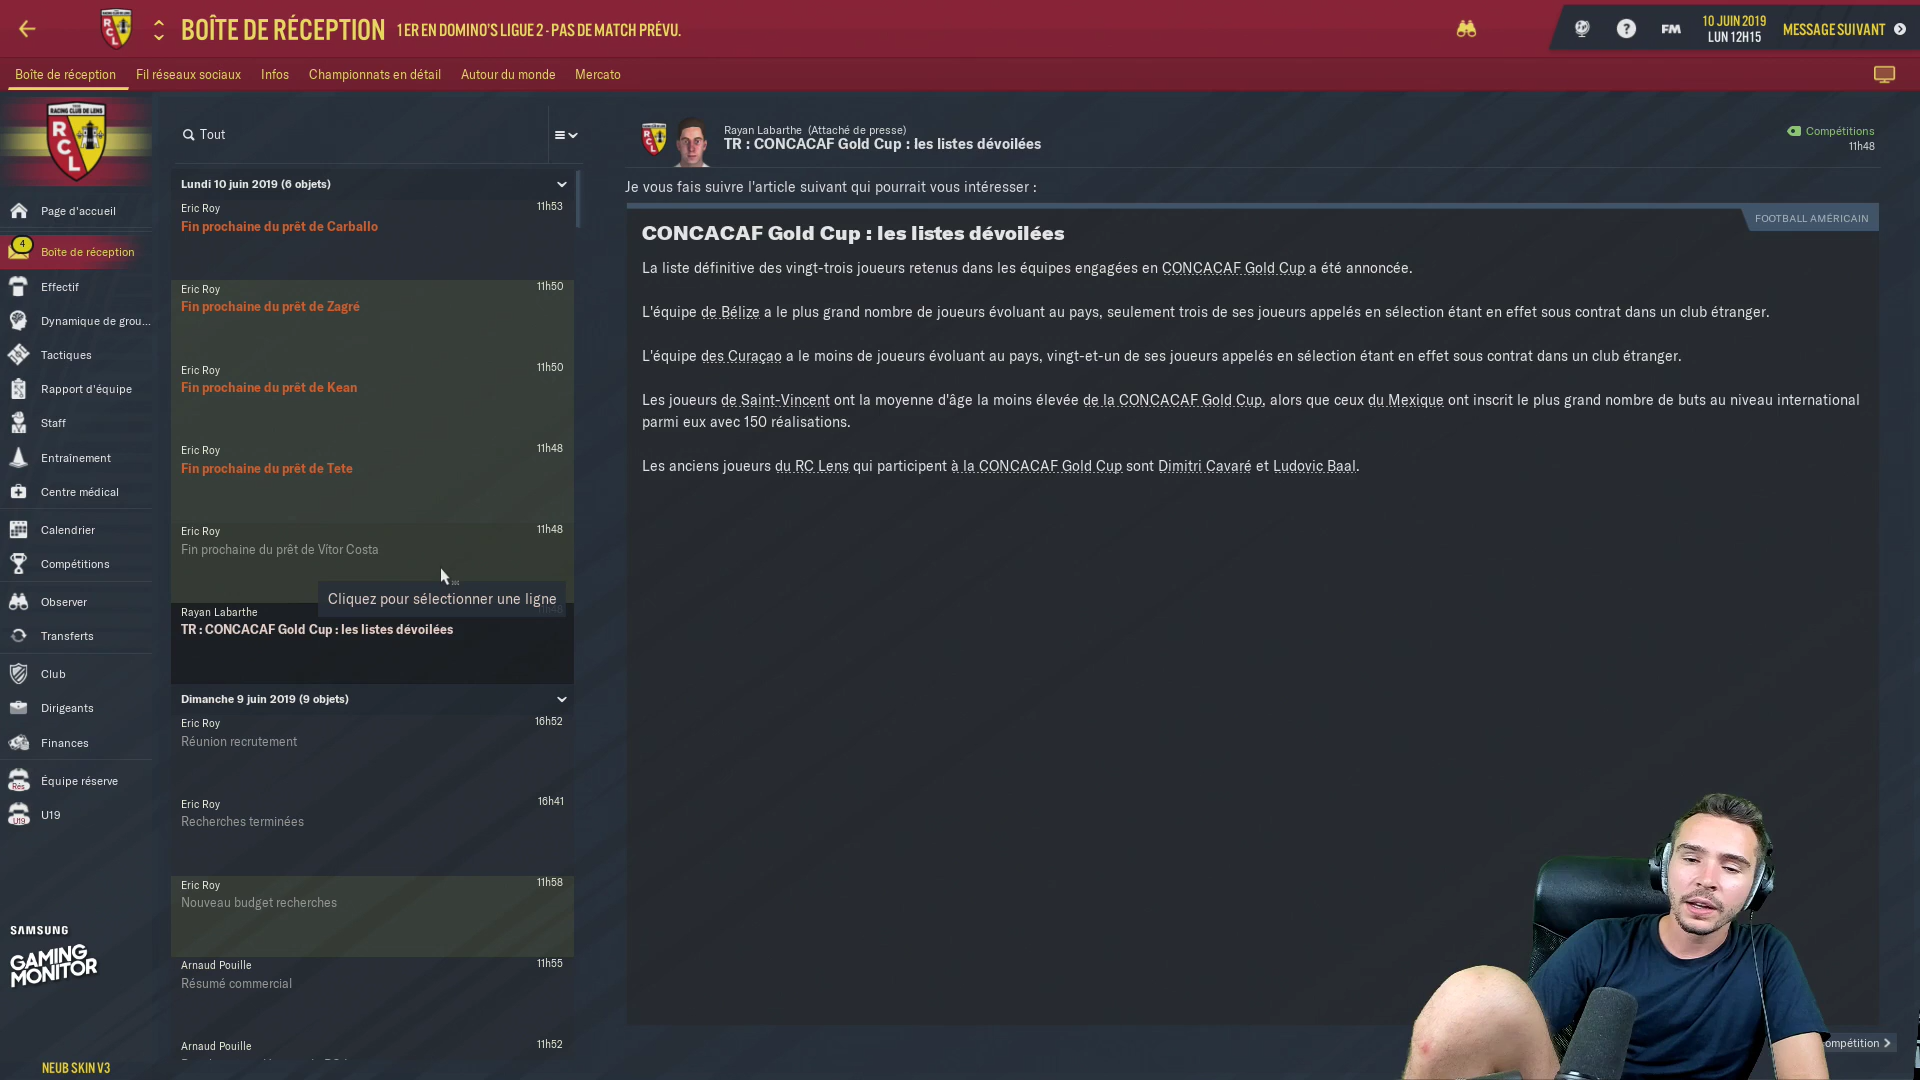 BOÎTE DE RÉCEPTION
1ER EN DOMINO'S LIGUE 2 - PAS DE MATCH PRÉVU.
FM
10 JUIN 2019
LUN 12H15
MESSAGE SUIVANT
Boîte de réception
Fil réseaux sociaux
Infos
Championnats en détail
Autour du monde
Mercato
RACING CLUB DE LENS
RCL
Page d'accueil
4
Boîte de réception
Effectif
Dynamique de grou...
Tactiques
Rapport d'équipe
Staff
Entraînement
Centre médical
Calendrier
Compétitions
Observer
Transferts
Club
Dirigeants
Finances
Équipe réserve
U19
SAMSUNG
GAMING
MONITOR
NEUB SKIN V3
Tout
Lundi 10 juin 2019 (6 objets)
Eric Roy 11h53
Fin prochaine du prêt de Carballo
Eric Roy 11h50
Fin prochaine du prêt de Zagré
Eric Roy 11h50
Fin prochaine du prêt de Kean
Eric Roy 11h48
Fin prochaine du prêt de Tete
Eric Roy 11h48
Fin prochaine du prêt de Vítor Costa
Cliquez pour sélectionner une ligne
Rayan Labarthe
TR : CONCACAF Gold Cup : les listes dévoilées
Dimanche 9 juin 2019 (9 objets)
Eric Roy 16h52
Réunion recrutement
Eric Roy 16h41
Recherches terminées
Eric Roy 11h58
Nouveau budget recherches
Arnaud Pouille 11h55
Résumé commercial
Arnaud Pouille 11h52
Rayan Labarthe (Attaché de presse)
TR : CONCACAF Gold Cup : les listes dévoilées
Compétitions
11h48
Je vous fais suivre l'article suivant qui pourrait vous intéresser :
FOOTBALL AMÉRICAIN
CONCACAF Gold Cup : les listes dévoilées
La liste définitive des vingt-trois joueurs retenus dans les équipes engagées en CONCACAF Gold Cup a été annoncée.
L'équipe de Bélize a le plus grand nombre de joueurs évoluant au pays, seulement trois de ses joueurs appelés en sélection étant en effet sous contrat dans un club étranger.
L'équipe des Curaçao a le moins de joueurs évoluant au pays, vingt-et-un de ses joueurs appelés en sélection étant en effet sous contrat dans un club étranger.
Les joueurs de Saint-Vincent ont la moyenne d'âge la moins élevée de la CONCACAF Gold Cup, alors que ceux du Mexique ont inscrit le plus grand nombre de buts au niveau international
parmi eux avec 150 réalisations.
Les anciens joueurs du RC Lens qui participent à la CONCACAF Gold Cup sont Dimitri Cavaré et Ludovic Baal.
ompétition